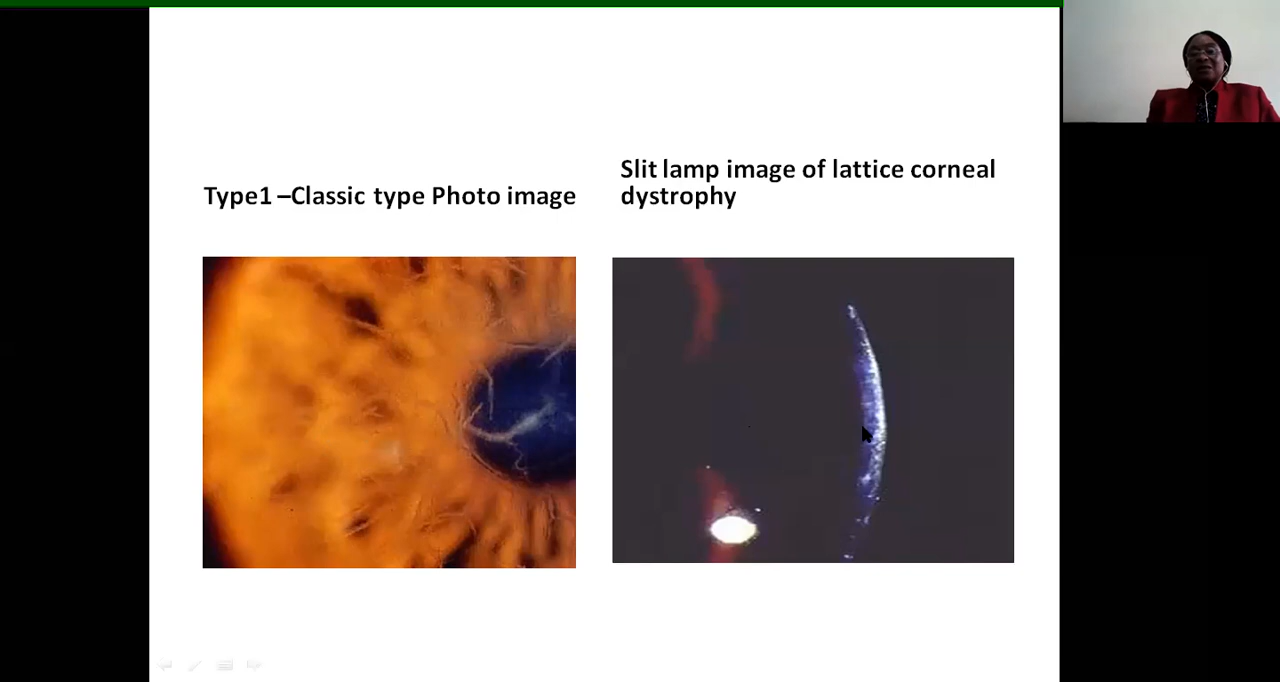 Type1 –Classic type Photo image
Slit lamp image of lattice corneal
dystrophy